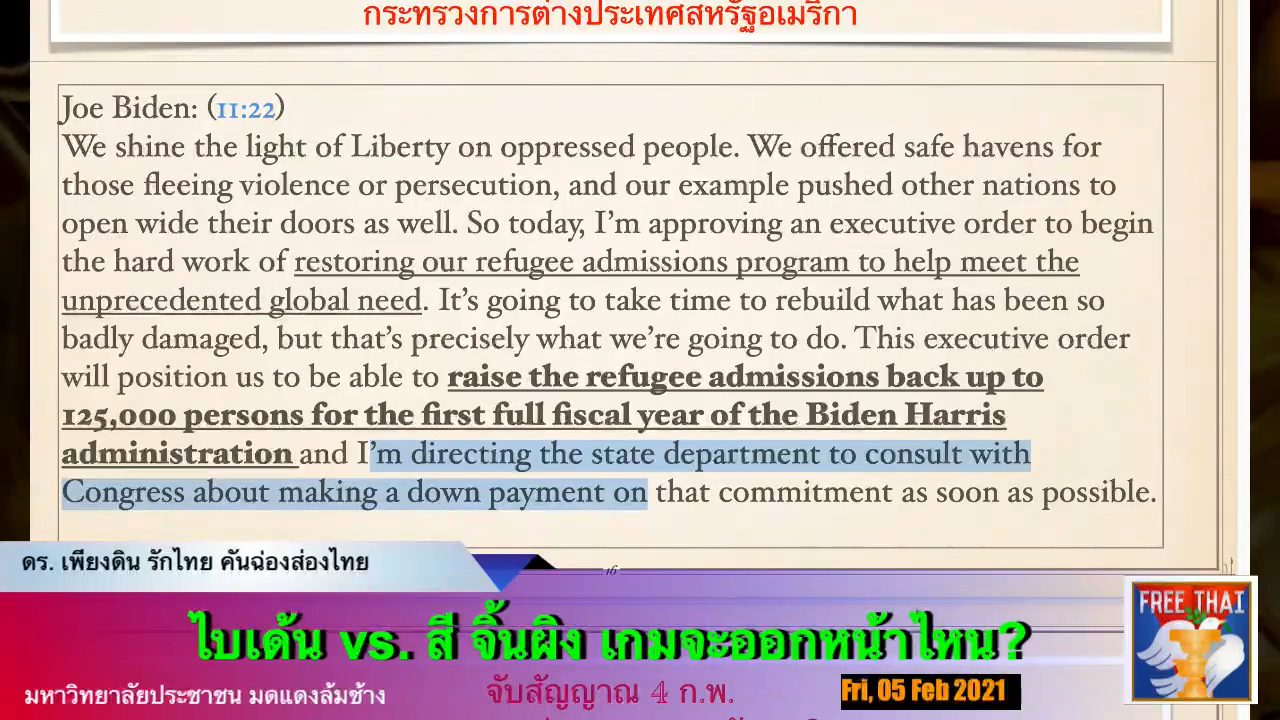 กระทรวงการต่างประเทศสหรัฐอเมริกา
Joe Biden: (11:22)
We shine the light of Liberty on oppressed people. We offered safe havens for
those fleeing violence or persecution, and our example pushed other nations to
open wide their doors as well. So today, I'm approving an executive order to begin
the hard work of restoring our refugee admissions program to help meet the
unprecedented global need. It's going to take time to rebuild what has been so
badly damaged, but that's precisely what we're going to do. This executive order
will position us to be able to raise the refugee admissions back up to
125,000 persons for the first full fiscal year of the Biden Harris
administration and I'm directing the state department to consult with
Congress about making a down payment on that commitment as soon as possible.
16
ดร. เพียงดิน รักไทย คันฉ่องส่องไทย
FREE THAI
ไบเด้น vs. สี จิ้นผิง เกมจะออกหน้าไหน?
มหาวิทยาลัยประชาชน มดแดงล้มช้าง
จับสัญญาณ 4 ก.พ.
Fri, 05 Feb 2021